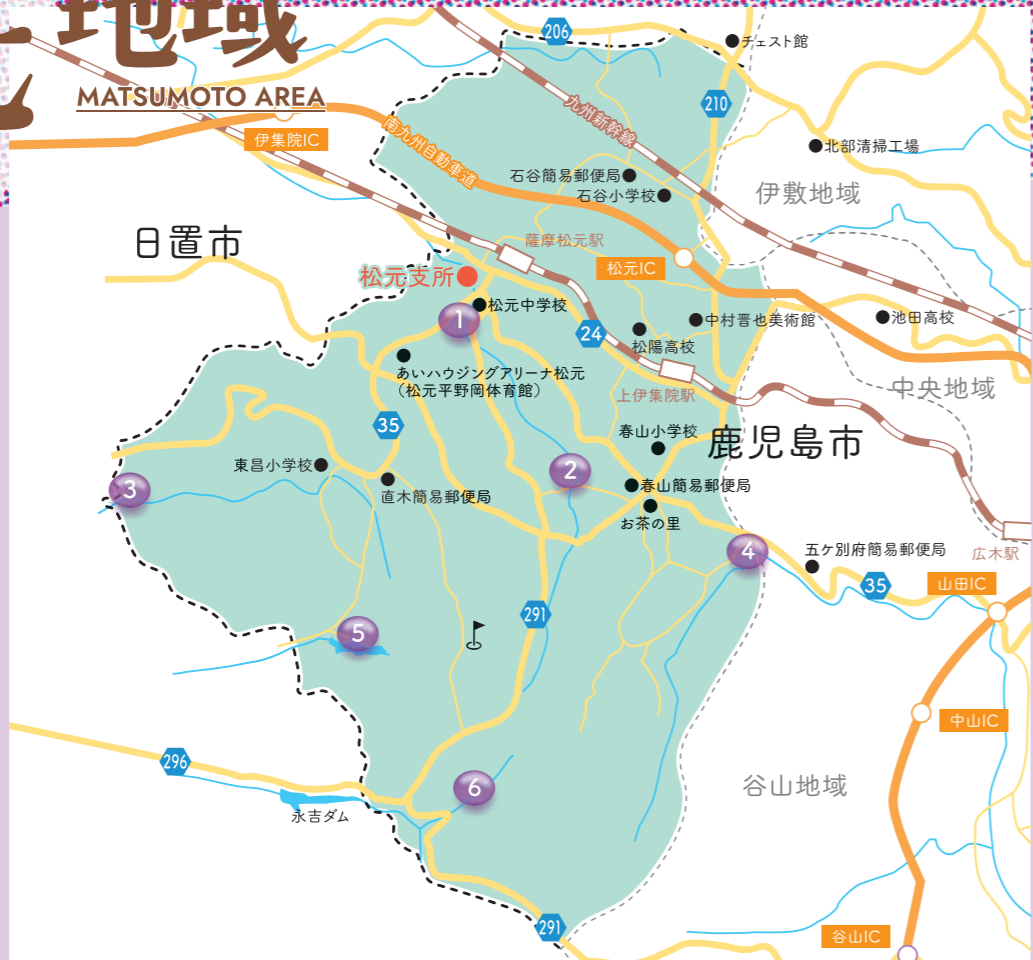 地域
MATSUMOTO AREA
206
チェスト館
伊集院IC
南九州自動車道
九州新幹線
210
北部清掃工場
石谷簡易郵便局
石谷小学校
伊敷地域
日置市
薩摩松元駅
松元支所
松元IC
松元中学校
1
24
中村晋也美術館
池田高校
松陽高校
あいハウジングアリーナ松元
（松元平野岡体育館）
上伊集院駅
中央地域
35
春山小学校
鹿児島市
東昌小学校
2
3
直木簡易郵便局
春山簡易郵便局
お茶の里
4
五ケ別府簡易郵便局
広木駅
35
山田IC
291
5
中山IC
296
6
谷山地域
永吉ダム
291
谷山IC